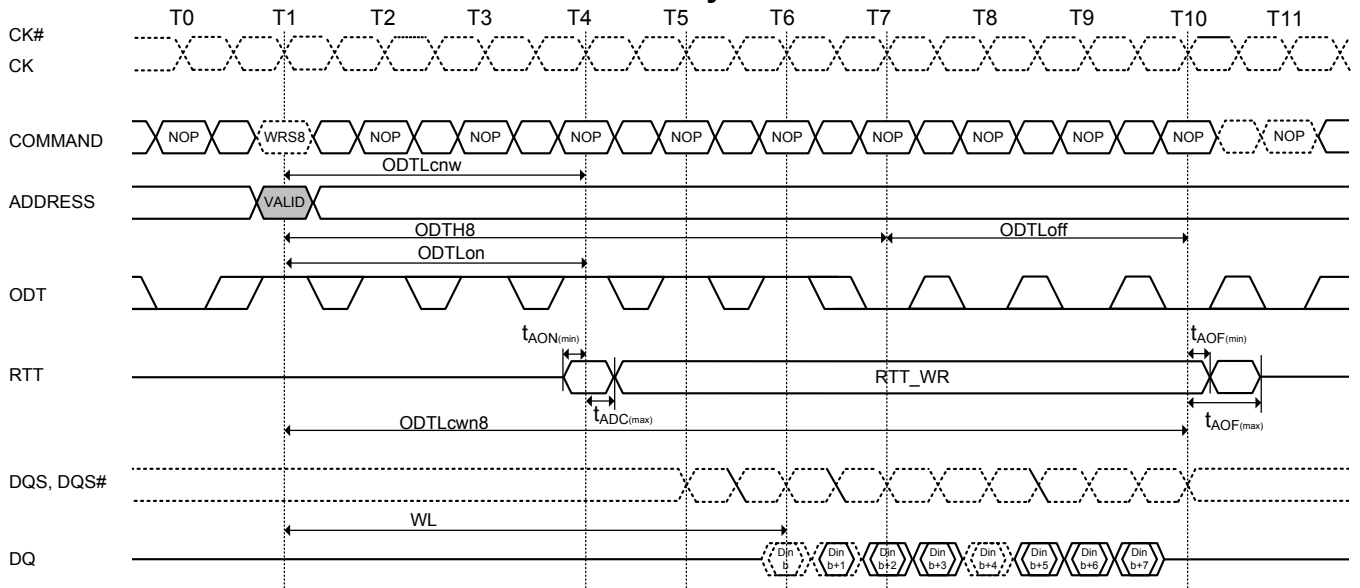 T0 T1 T2 T3 T4 T5 T6 T7 T8 T9 T10 T11
CK#
CK
COMMAND NOP WRS8 NOP NOP NOP NOP NOP NOP NOP NOP NOP NOP
ODTLcnw
ADDRESS VALID
ODTH8 ODTLoff
ODTLon
ODT
tAON(min) tAOF(min)
RTT RTT_WR
tADC(max) tAOF(max)
ODTLcwn8
DQS, DQS#
WL
DQ Din b Din b+1 Din b+2 Din b+3 Din b+4 Din b+5 Din b+6 Din b+7